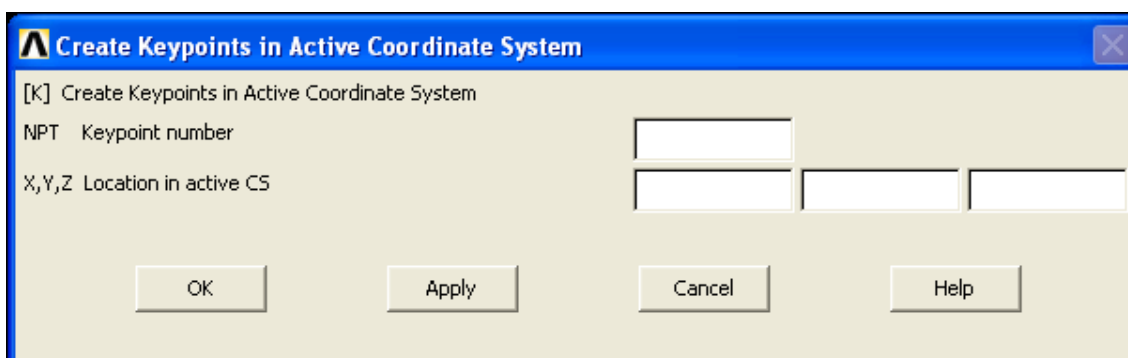 Create Keypoints in Active Coordinate System
[K] Create Keypoints in Active Coordinate System
NPT Keypoint number
X,Y,Z Location in active CS
OK Apply Cancel Help